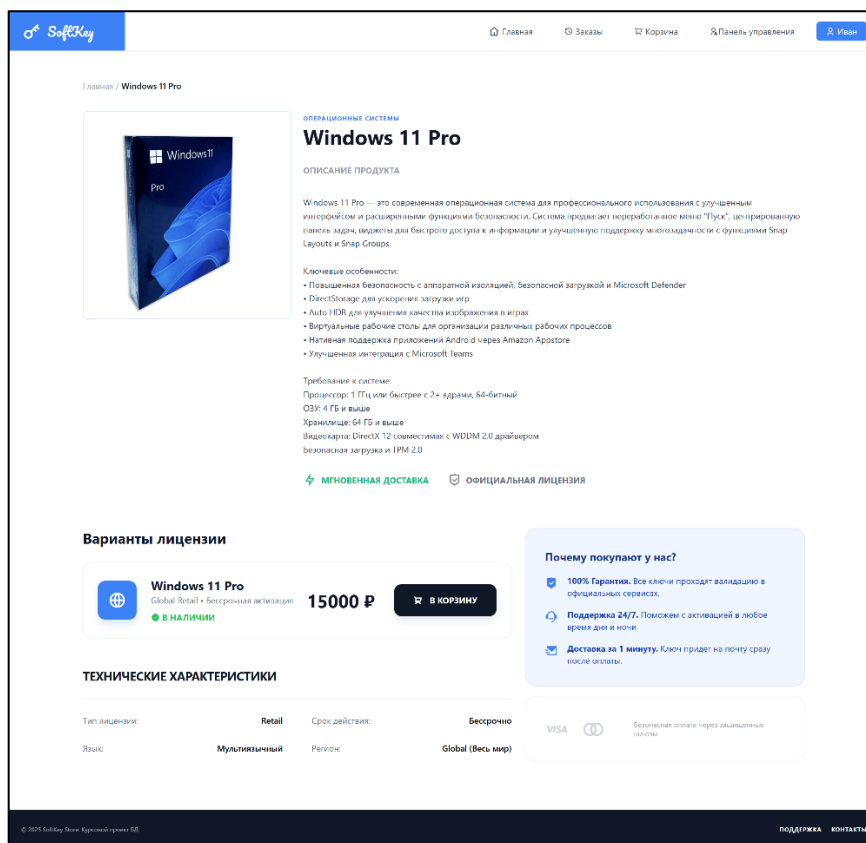 SoftKey
Главная
Заказы
Корзина
Панель управления
Иван
Главная / Windows 11 Pro
Windows 11
Pro
ОПЕРАЦИОННЫЕ СИСТЕМЫ
Windows 11 Pro
ОПИСАНИЕ ПРОДУКТА
Windows 11 Pro — это современная операционная система для профессионального использования с улучшенным
интерфейсом и расширенными функциями безопасности. Система предлагает переработанное меню "Пуск", центрированную
панель задач, виджеты для быстрого доступа к информации и улучшенную поддержку многозадачности с функциями Snap
Layouts и Snap Groups.
Ключевые особенности:
• Повышенная безопасность с аппаратной изоляцией, безопасной загрузкой и Microsoft Defender
• DirectStorage для ускорения загрузки игр
• Auto HDR для улучшения качества изображения в играх
• Виртуальные рабочие столы для организации различных рабочих процессов
• Нативная поддержка приложений Android через Amazon Appstore
• Улучшенная интеграция с Microsoft Teams
Требования к системе:
Процессор: 1 ГГц или быстрее с 2+ ядрами, 64-битный
ОЗУ: 4 ГБ и выше
Хранилище: 64 ГБ и выше
Видеокарта: DirectX 12 совместимая с WDDM 2.0 драйвером
Безопасная загрузка и TPM 2.0
МГНОВЕННАЯ ДОСТАВКА
ОФИЦИАЛЬНАЯ ЛИЦЕНЗИЯ
Варианты лицензии
Windows 11 Pro
Global Retail • Бессрочная активация
В НАЛИЧИИ
15000 ₽
В КОРЗИНУ
Почему покупают у нас?
100% Гарантия. Все ключи проходят валидацию в
официальных сервисах.
Поддержка 24/7. Поможем с активацией в любое
время дня и ночи.
Доставка за 1 минуту. Ключ придет на почту сразу
после оплаты.
ТЕХНИЧЕСКИЕ ХАРАКТЕРИСТИКИ
Тип лицензии: Retail
Срок действия: Бессрочно
Язык: Мультиязычный
Регион: Global (Весь мир)
VISA
Безопасная оплата через защищенные
шлюзы
© 2025 SoftKey Store. Курсовой проект БД.
ПОДДЕРЖКА
КОНТАКТЫ